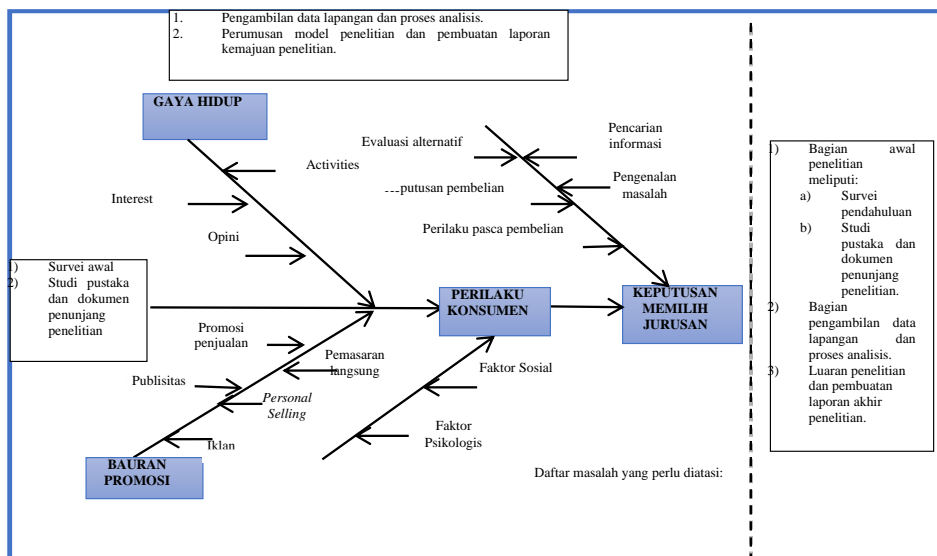 1. Pengambilan data lapangan dan proses analisis.
2. Perumusan model penelitian dan pembuatan laporan
kemajuan penelitian.
GAYA HIDUP
Activities
Interest
Opini
Evaluasi alternatif
Pencarian
informasi
Pengenalan
masalah
putusan pembelian
Perilaku pasca pembelian
1) Survei awal
2) Studi pustaka
dan dokumen
penunjang
penelitian
PERILAKU
KONSUMEN
KEPUTUSAN
MEMILIH
JURUSAN
Promosi
penjualan
Pemasaran
langsung
Publisitas
Personal
Selling
Iklan
BAURAN
PROMOSI
Faktor Sosial
Faktor
Psikologis
Daftar masalah yang perlu diatasi:
1) Bagian awal
penelitian
meliputi:
a) Survei
pendahuluan
b) Studi
pustaka dan
dokumen
penunjang
penelitian.
2) Bagian
pengambilan data
lapangan dan
proses analisis.
3) Luaran penelitian
dan pembuatan
laporan akhir
penelitian.